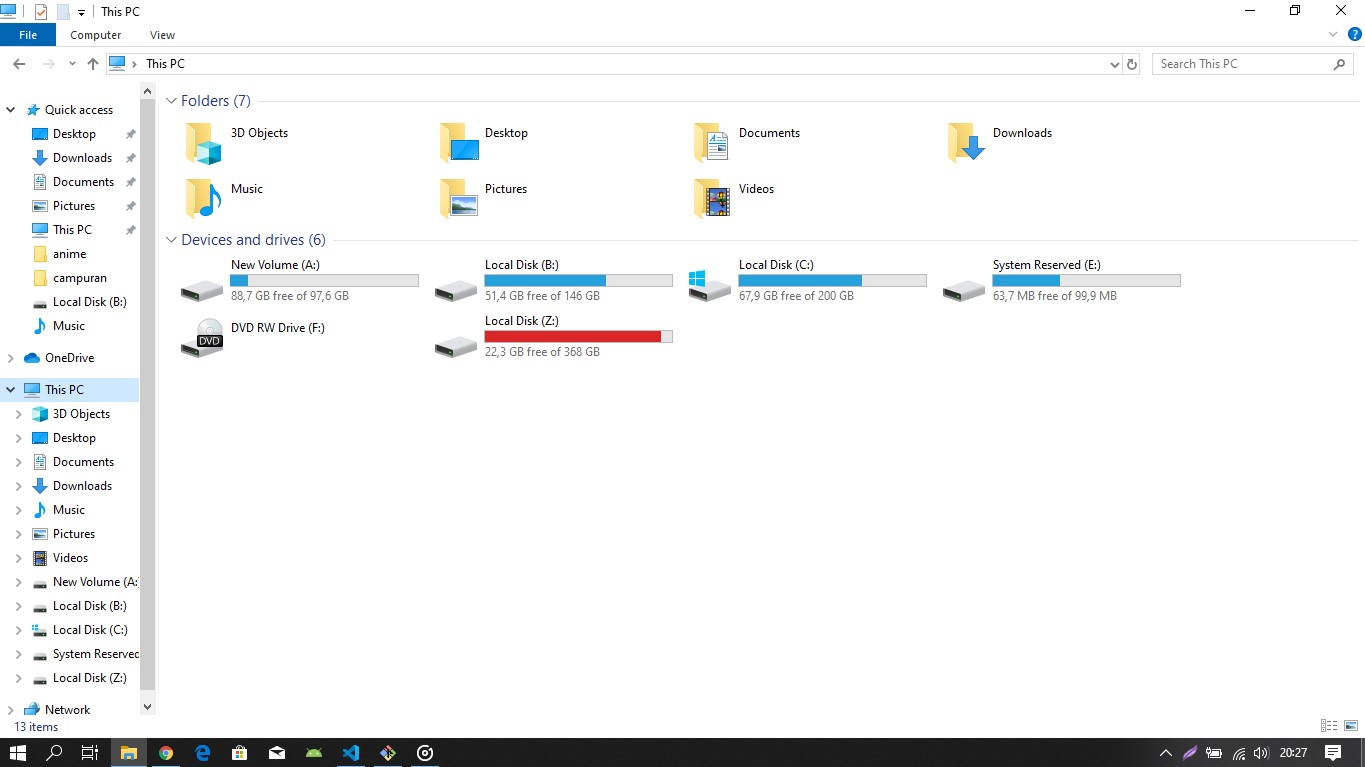 This PC
File Computer View
This PC
Search This PC
Quick access
Desktop
Downloads
Documents
Pictures
This PC
anime
campuran
Local Disk (B:)
Music
OneDrive
This PC
3D Objects
Desktop
Documents
Downloads
Music
Pictures
Videos
New Volume (A:
Local Disk (B:)
Local Disk (C:)
System Reserved
Local Disk (Z:)
Network
Folders (7)
3D Objects
Desktop
Documents
Downloads
Music
Pictures
Videos
Devices and drives (6)
New Volume (A:)
88,7 GB free of 97,6 GB
Local Disk (B:)
51,4 GB free of 146 GB
Local Disk (C:)
67,9 GB free of 200 GB
System Reserved (E:)
63,7 MB free of 99,9 MB
DVD RW Drive (F:)
DVD
Local Disk (Z:)
22,3 GB free of 368 GB
13 items
20:27